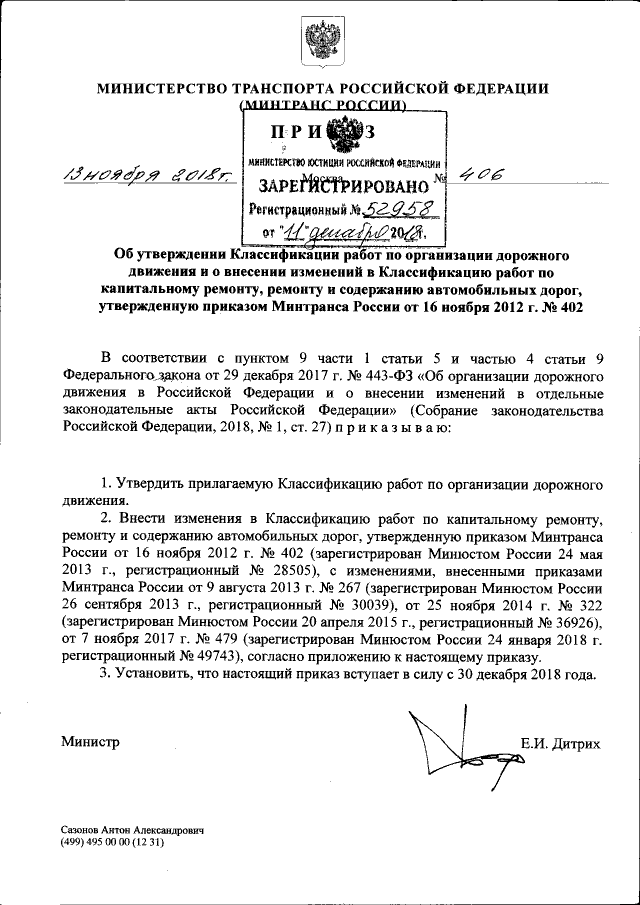 МИНИСТЕРСТВО ТРАНСПОРТА РОССИЙСКОЙ ФЕДЕРАЦИИ
(МИНТРАНС РОССИИ)
П Р И К А З
МИНИСТЕРСТВО ЮСТИЦИИ РОССИЙСКОЙ ФЕДЕРАЦИИ
13 ноября 2018г. Москва № 406
ЗАРЕГИСТРИРОВАНО
Регистрационный № 52958
от "11" декабря 2018г.
Об утверждении Классификации работ по организации дорожного
движения и о внесении изменений в Классификацию работ по
капитальному ремонту, ремонту и содержанию автомобильных дорог,
утвержденную приказом Минтранса России от 16 ноября 2012 г. № 402
В соответствии с пунктом 9 части 1 статьи 5 и частью 4 статьи 9
Федерального закона от 29 декабря 2017 г. № 443-ФЗ «Об организации дорожного
движения в Российской Федерации и о внесении изменений в отдельные
законодательные акты Российской Федерации» (Собрание законодательства
Российской Федерации, 2018, № 1, ст. 27) п р и к а з ы в а ю:
1. Утвердить прилагаемую Классификацию работ по организации дорожного
движения.
2. Внести изменения в Классификацию работ по капитальному ремонту,
ремонту и содержанию автомобильных дорог, утвержденную приказом Минтранса
России от 16 ноября 2012 г. № 402 (зарегистрирован Минюстом России 24 мая
2013 г., регистрационный № 28505), с изменениями, внесенными приказами
Минтранса России от 9 августа 2013 г. № 267 (зарегистрирован Минюстом России
26 сентября 2013 г., регистрационный № 30039), от 25 ноября 2014 г. № 322
(зарегистрирован Минюстом России 20 апреля 2015 г., регистрационный № 36926),
от 7 ноября 2017 г. № 479 (зарегистрирован Минюстом России 24 января 2018 г.
регистрационный № 49743), согласно приложению к настоящему приказу.
3. Установить, что настоящий приказ вступает в силу с 30 декабря 2018 года.
Министр Е.И. Дитрих
Сазонов Антон Александрович
(499) 495 00 00 (12 31)